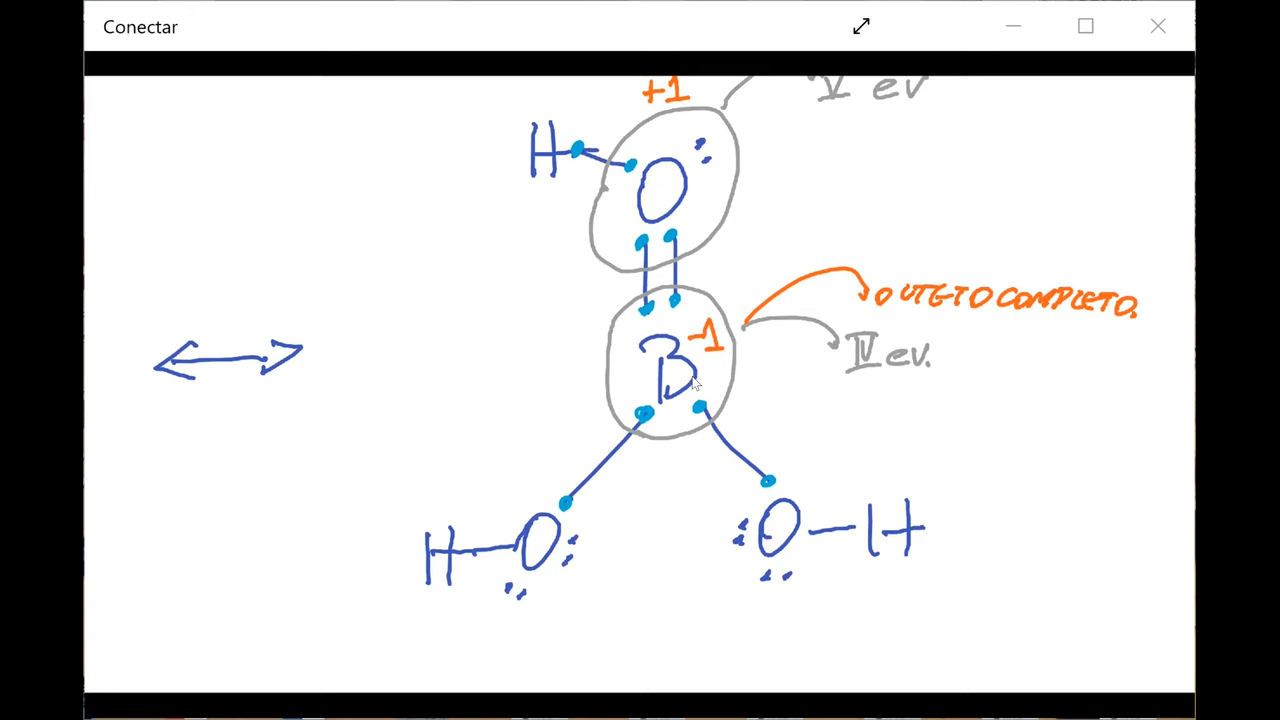 Conectar
+1
V ev
H
O
-1
OCTETO COMPLETO.
B
IV ev.
H-O
O-H